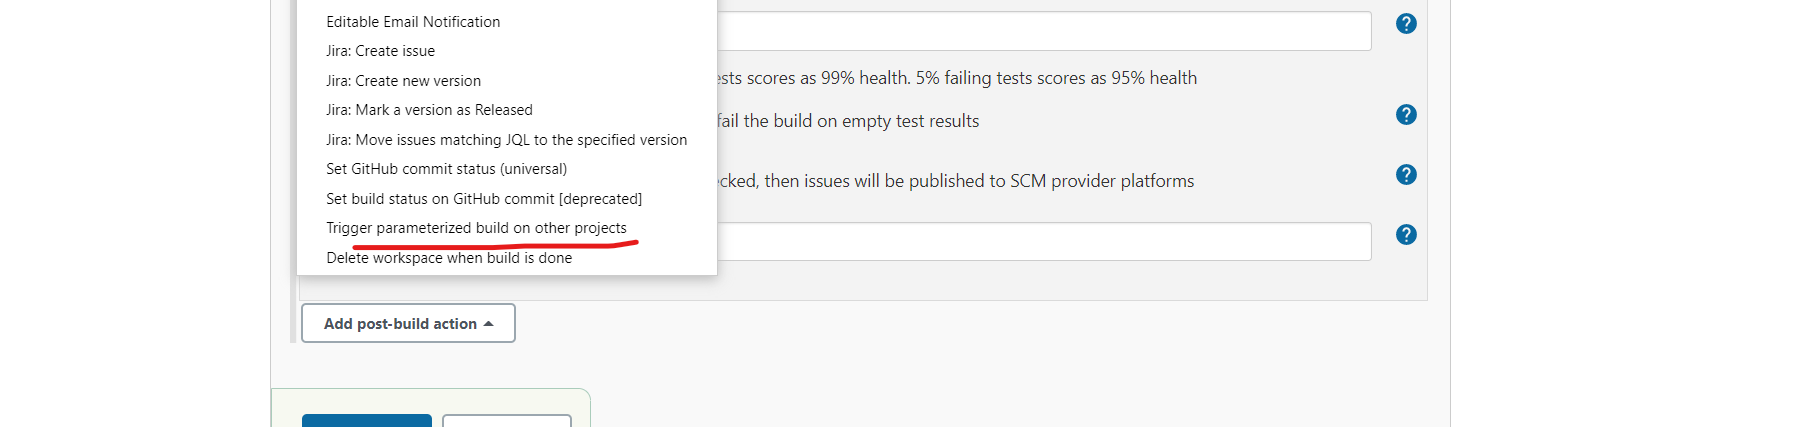 Editable Email Notification
Jira: Create issue
Jira: Create new version
sts scores as 99% health. 5% failing tests scores as 95% health
Jira: Mark a version as Released
fail the build on empty test results
Jira: Move issues matching JQL to the specified version
Set GitHub commit status (universal)
cked, then issues will be published to SCM provider platforms
Set build status on GitHub commit [deprecated]
Trigger parameterized build on other projects
Delete workspace when build is done
Add post-build action